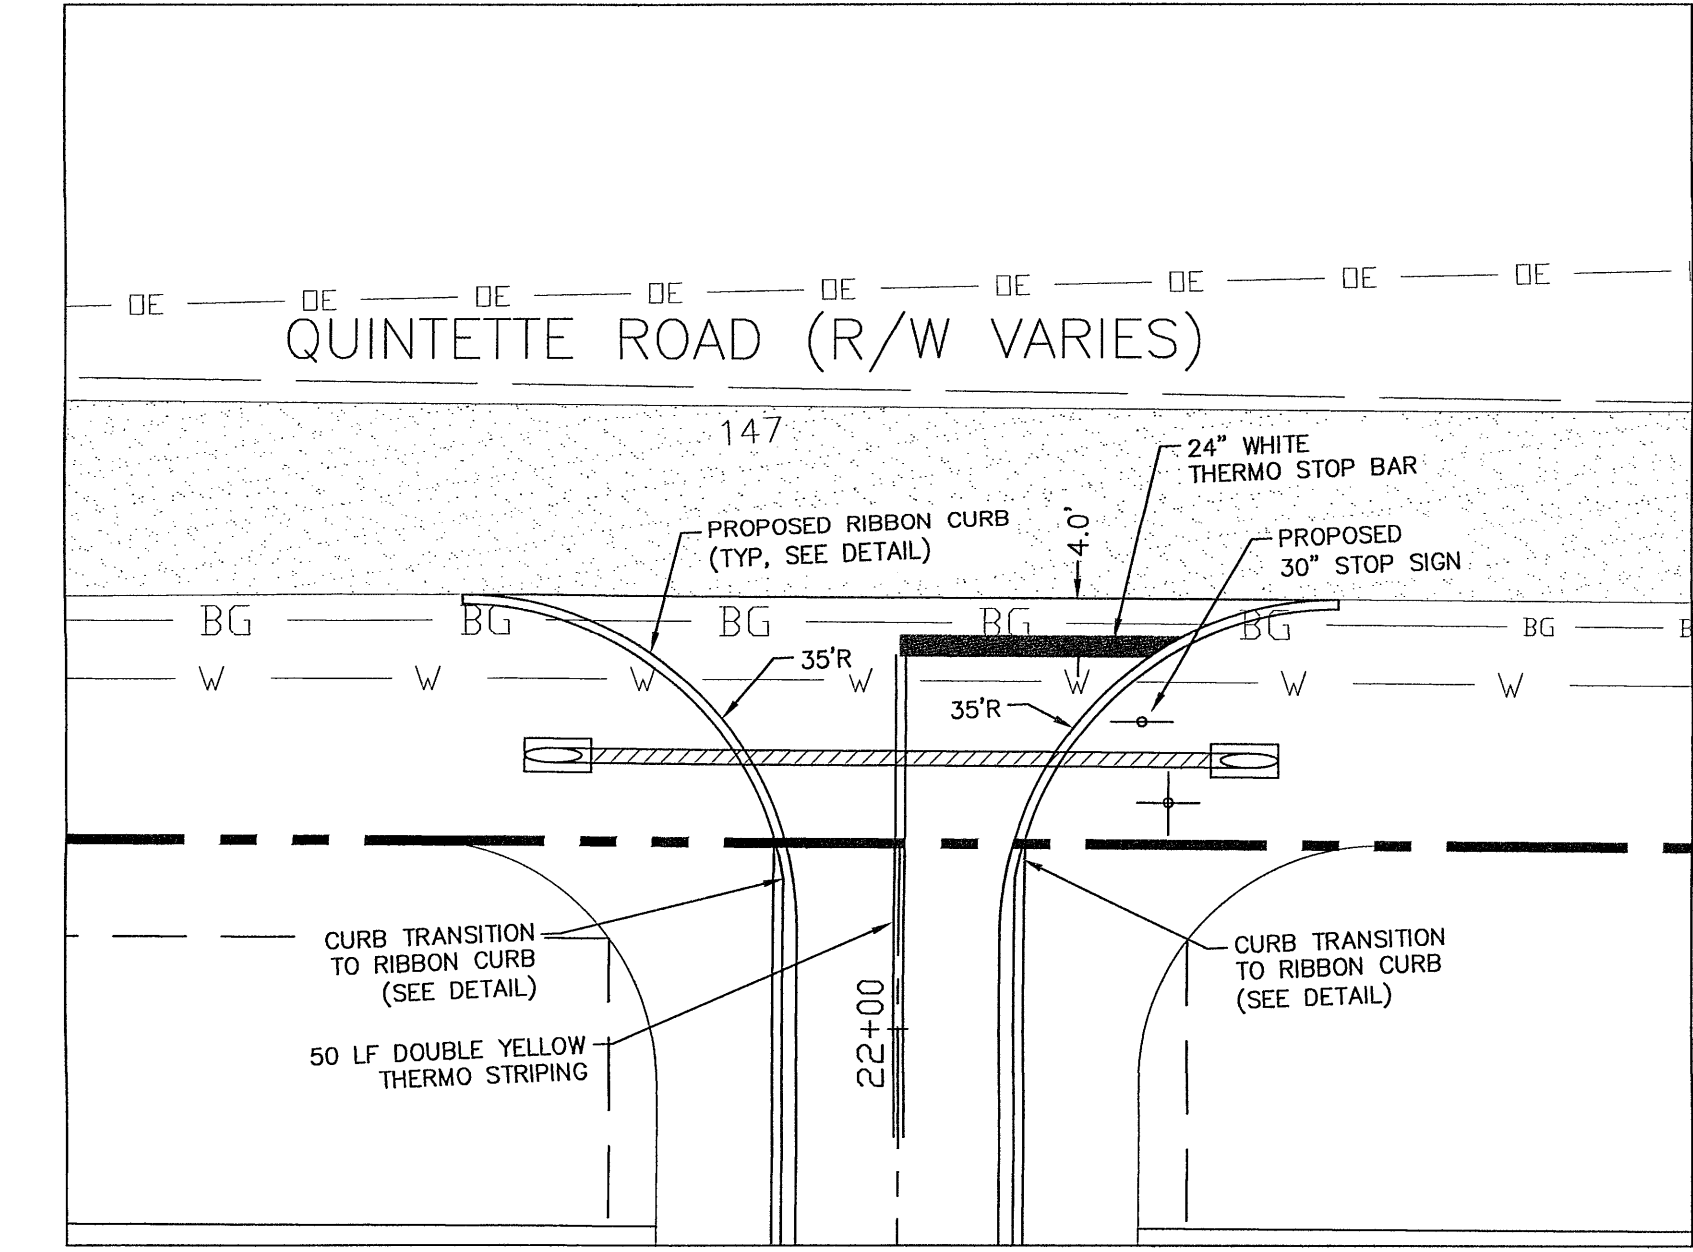 OE OE OE OE OE OE OE OE OE
QUINTETTE ROAD (R/W VARIES)
147
24" WHITE
THERMO STOP BAR
PROPOSED RIBBON CURB
(TYP, SEE DETAIL)
4.0'
PROPOSED
30" STOP SIGN
BG BG BG BG BG BG
35'R
W W W W W W W
35'R
CURB TRANSITION
TO RIBBON CURB
(SEE DETAIL)
CURB TRANSITION
TO RIBBON CURB
(SEE DETAIL)
22+00
50 LF DOUBLE YELLOW
THERMO STRIPING